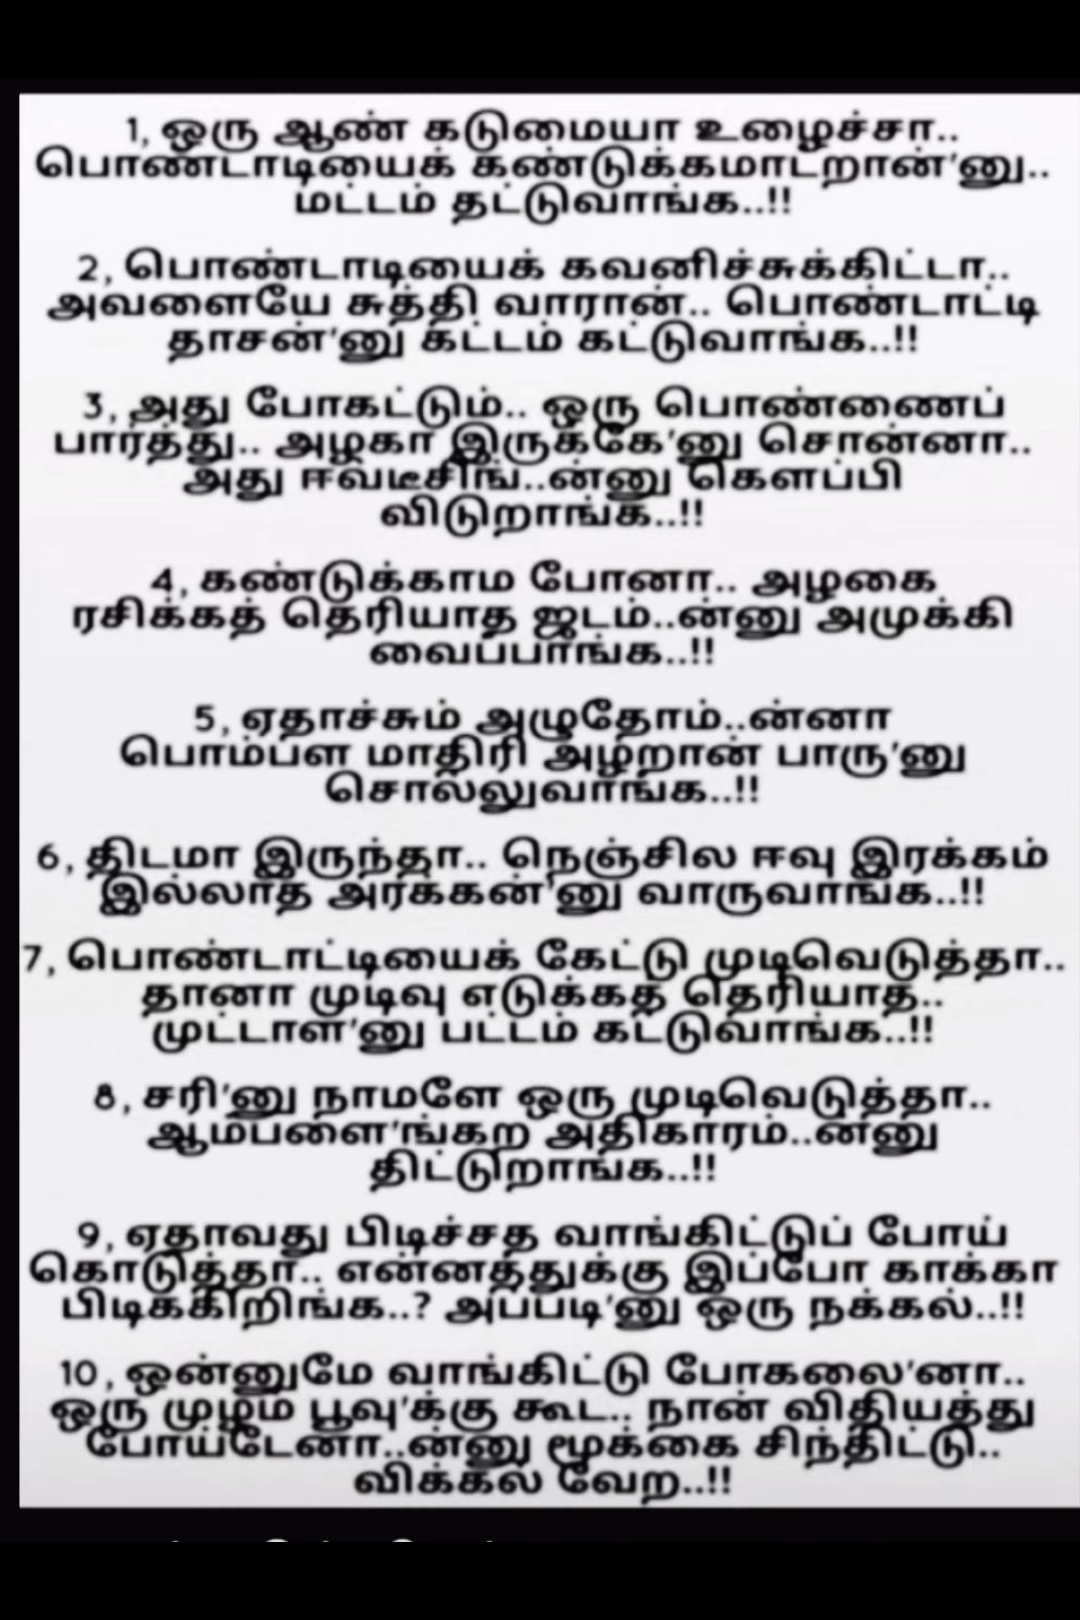 1, ஒரு ஆண் கடுமையா உழைச்சா..
பொண்டாடியைக் கண்டுக்கமாடறான்'னு..
மட்டம் தட்டுவாங்க..!!
2, பொண்டாடியைக் கவனிச்சுக்கிட்டா..
அவளையே சுத்தி வாரான்.. பொண்டாட்டி
தாசன்'னு கட்டம் கட்டுவாங்க..!!
3, அது போகட்டும்.. ஒரு பொண்ணைப்
பார்த்து.. அழகா இருக்கே'னு சொன்னா..
அது ஈவ்டீசிங்..ன்னு கெளப்பி
விடுறாங்க..!!
4, கண்டுக்காம போனா.. அழகை
ரசிக்கத் தெரியாத ஜடம்..ன்னு அமுக்கி
வைப்பாங்க..!!
5, ஏதாச்சும் அழுதோம்..ன்னா
பொம்பள மாதிரி அழறான் பாரு'னு
சொல்லுவாங்க..!!
6, திடமா இருந்தா.. நெஞ்சில ஈவு இரக்கம்
இல்லாத அரக்கன்'னு வாருவாங்க..!!
7, பொண்டாட்டியைக் கேட்டு முடிவெடுத்தா..
தானா முடிவு எடுக்கத் தெரியாத..
முட்டாள்'னு பட்டம் கட்டுவாங்க..!!
8, சரி'னு நாமளே ஒரு முடிவெடுத்தா..
ஆம்பளை'ங்கற அதிகாரம்..ன்னு
திட்டுறாங்க..!!
9, ஏதாவது பிடிச்சத வாங்கிட்டுப் போய்
கொடுத்தா.. என்னத்துக்கு இப்போ காக்கா
பிடிக்கிறிங்க..? அப்படி'னு ஒரு நக்கல்..!!
10, ஒன்னுமே வாங்கிட்டு போகலை'னா..
ஒரு முழம் பூவு'க்கு கூட.. நான் விதியத்து
போய்டேனா..ன்னு மூக்கை சிந்திட்டு..
விக்கல் வேற..!!